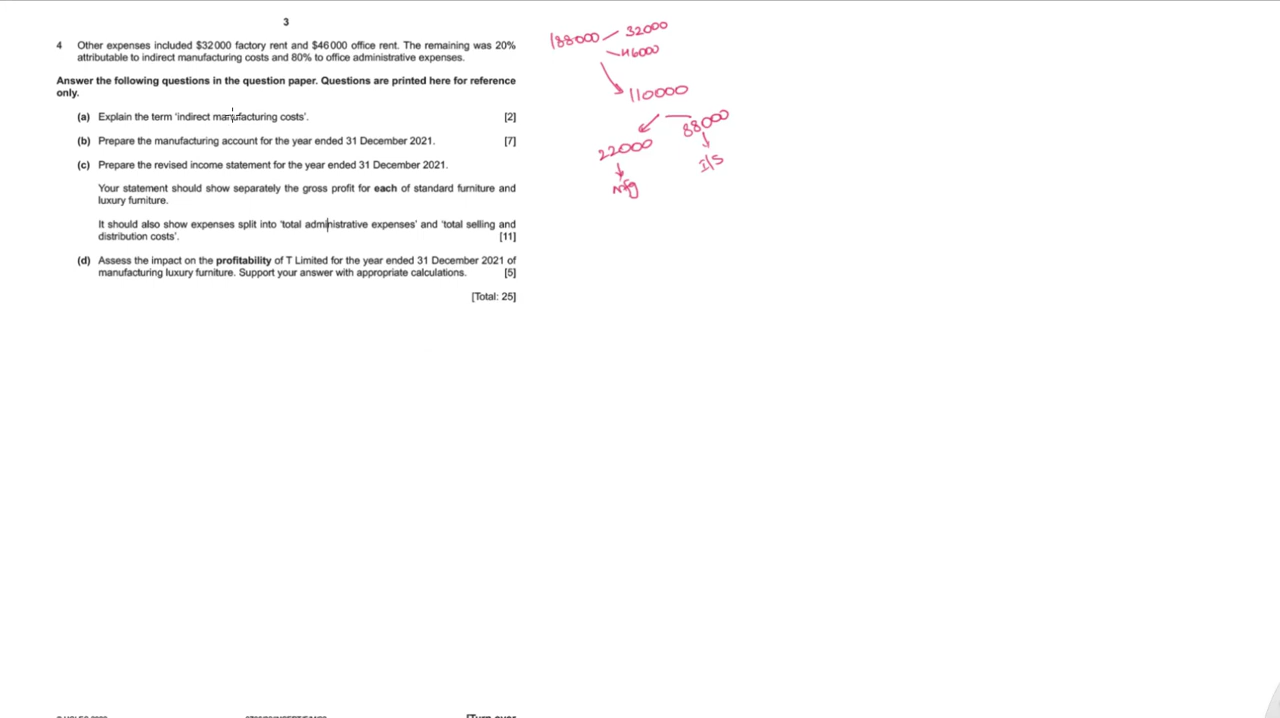 3
4 Other expenses included $32 000 factory rent and $46 000 office rent. The remaining was 20%
attributable to indirect manufacturing costs and 80% to office administrative expenses.
Answer the following questions in the question paper. Questions are printed here for reference
only.
(a) Explain the term 'indirect manufacturing costs'. [2]
(b) Prepare the manufacturing account for the year ended 31 December 2021. [7]
(c) Prepare the revised income statement for the year ended 31 December 2021.
Your statement should show separately the gross profit for each of standard furniture and
luxury furniture.
It should also show expenses split into 'total administrative expenses' and 'total selling and
distribution costs'. [11]
(d) Assess the impact on the profitability of T Limited for the year ended 31 December 2021 of
manufacturing luxury furniture. Support your answer with appropriate calculations. [5]
[Total: 25]
188000 – 32000
–46000
110000
88000
22000
I/S
Mfg